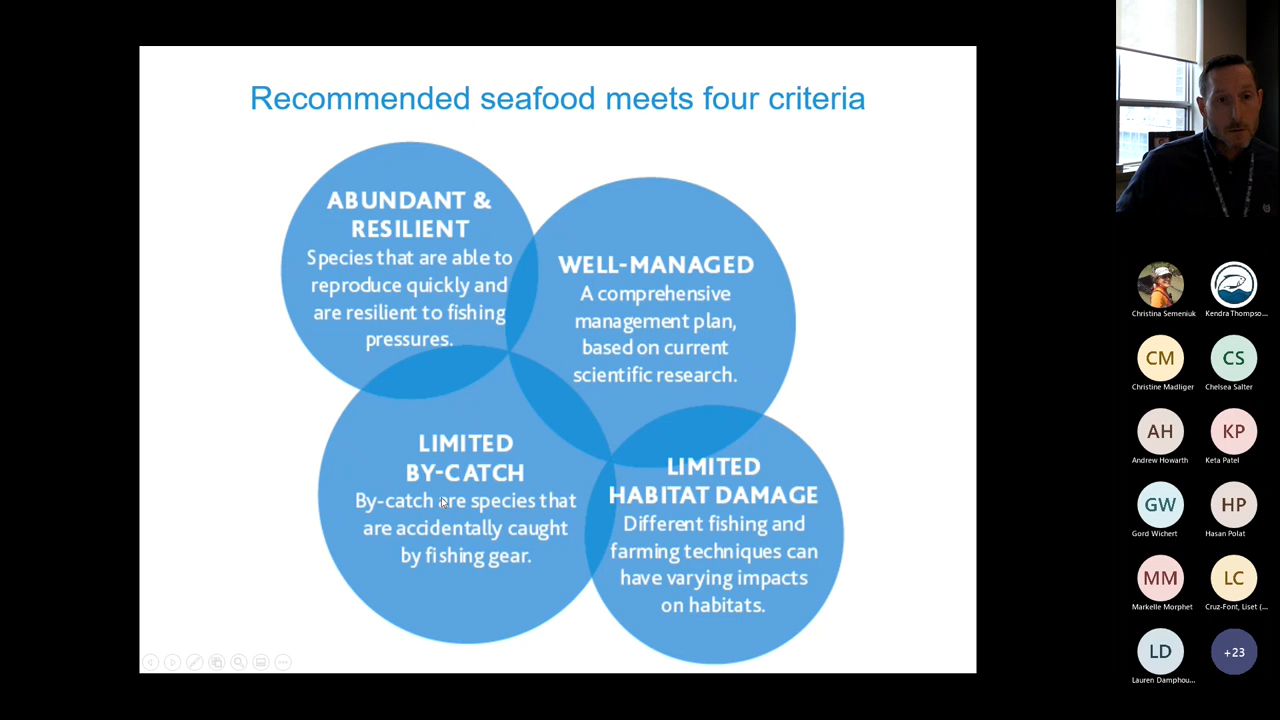 Recommended seafood meets four criteria
ABUNDANT &
RESILIENT
Species that are able to
reproduce quickly and
are resilient to fishing
pressures.
WELL-MANAGED
A comprehensive
management plan,
based on current
scientific research.
LIMITED
BY-CATCH
By-catch are species that
are accidentally caught
by fishing gear.
LIMITED
HABITAT DAMAGE
Different fishing and
farming techniques can
have varying impacts
on habitats.
Christina Semeniuk
Kendra Thompso...
CM
CS
Christine Madliger
Chelsea Salter
AH
KP
Andrew Howarth
Keta Patel
GW
HP
Gord Wichert
Hasan Polat
MM
LC
Markelle Morphet
Cruz-Font, Liset (...
LD
+23
Lauren Damphou...